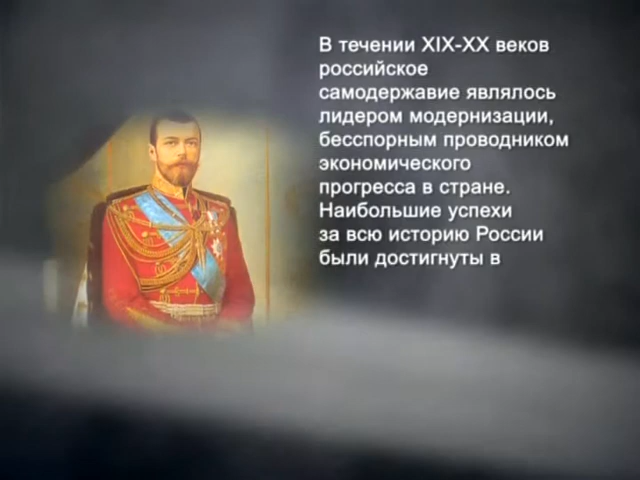 В течении XIX-XX веков
российское
самодержавие являлось
лидером модернизации,
бесспорным проводником
экономического
прогресса в стране.
Наибольшие успехи
за всю историю России
были достигнуты в